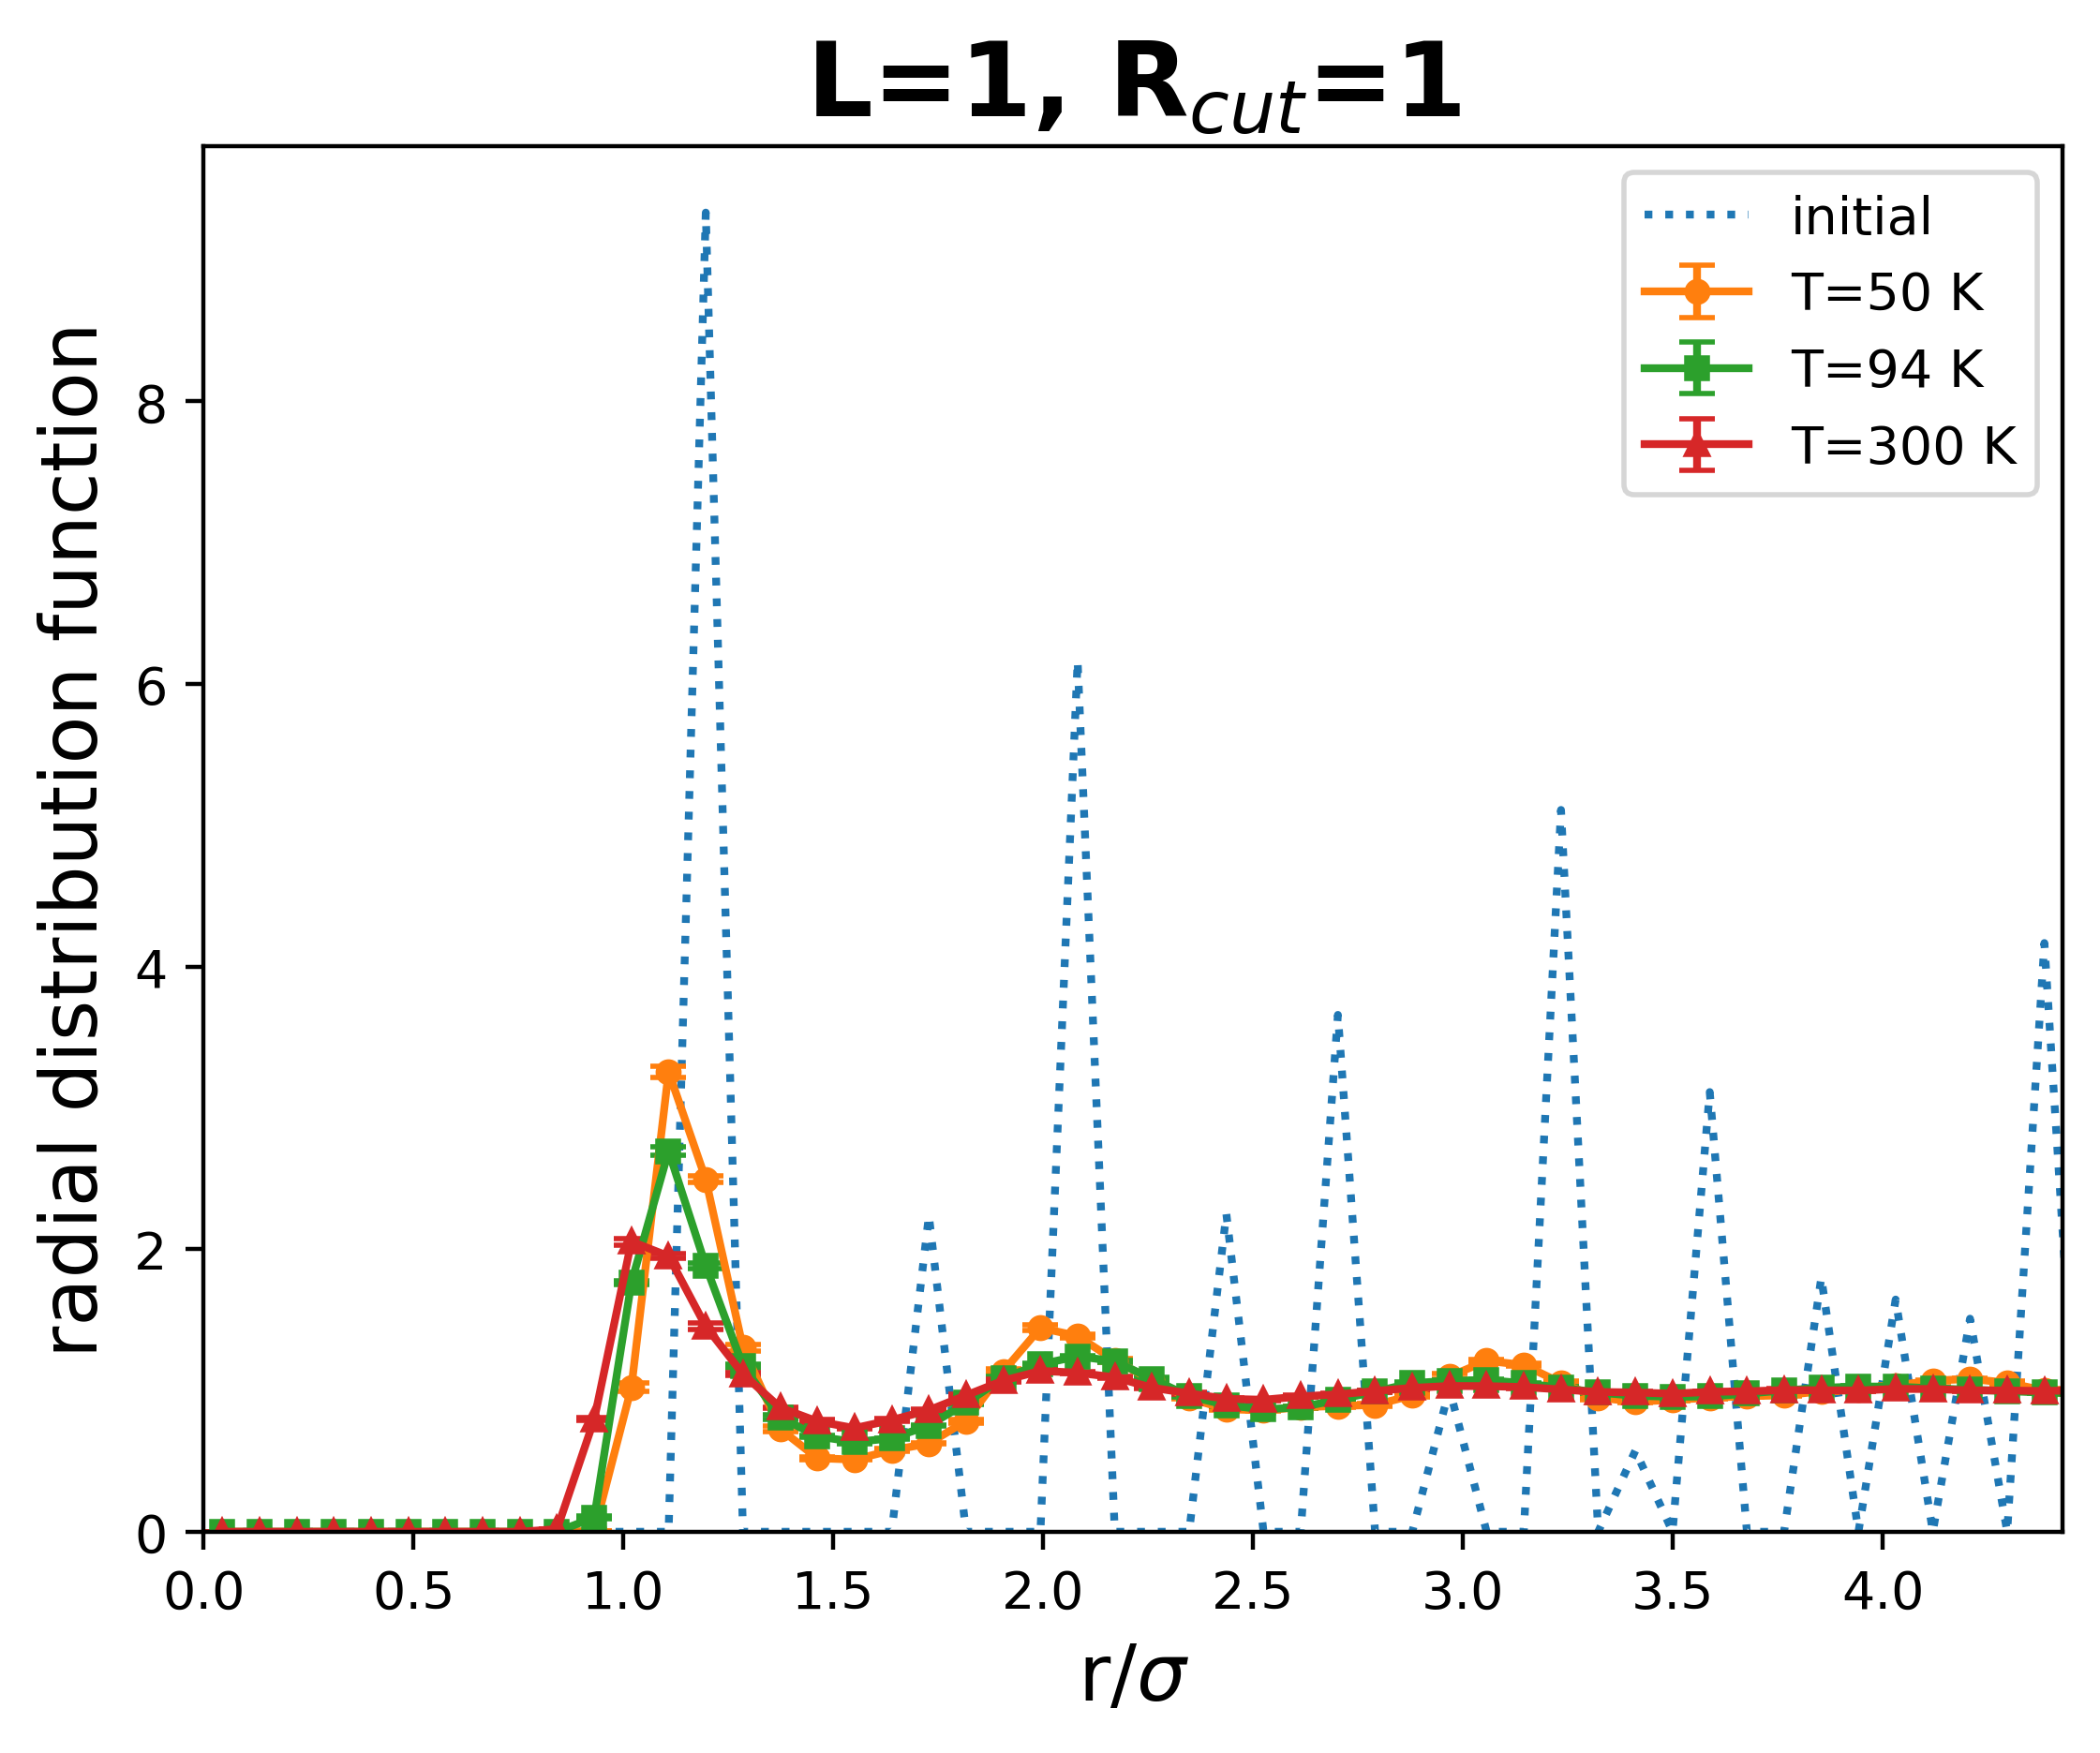 L=1, R_cut=1
radial distribution function
8
6
4
2
0
0.0 0.5 1.0 1.5 2.0 2.5 3.0 3.5 4.0
r/σ
initial
T=50 K
T=94 K
T=300 K